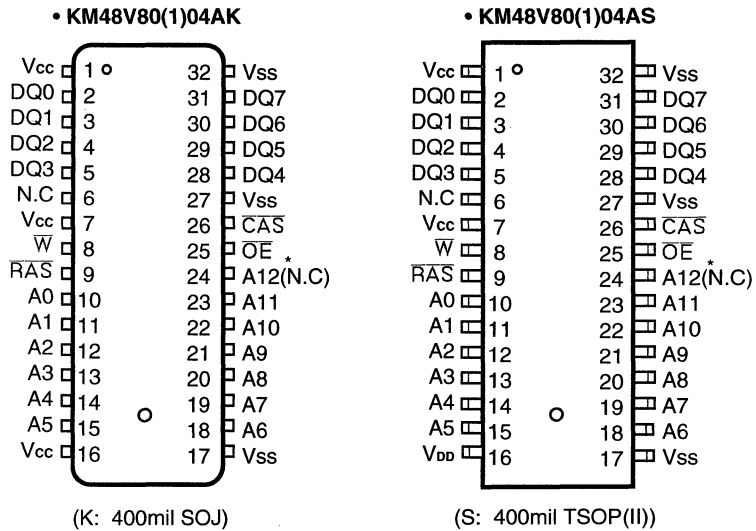 • KM48V80(1)04AK
Vcc 1 32 Vss
DQ0 2 31 DQ7
DQ1 3 30 DQ6
DQ2 4 29 DQ5
DQ3 5 28 DQ4
N.C 6 27 Vss
Vcc 7 26 C̅A̅S̅
W̅ 8 25 O̅E̅
R̅A̅S̅ 9 24 A12(N.C)*
A0 10 23 A11
A1 11 22 A10
A2 12 21 A9
A3 13 20 A8
A4 14 19 A7
A5 15 18 A6
Vcc 16 17 Vss
(K: 400mil SOJ)
• KM48V80(1)04AS
Vcc 1 32 Vss
DQ0 2 31 DQ7
DQ1 3 30 DQ6
DQ2 4 29 DQ5
DQ3 5 28 DQ4
N.C 6 27 Vss
Vcc 7 26 C̅A̅S̅
W̅ 8 25 O̅E̅
R̅A̅S̅ 9 24 A12(N.C)*
A0 10 23 A11
A1 11 22 A10
A2 12 21 A9
A3 13 20 A8
A4 14 19 A7
A5 15 18 A6
VDD 16 17 Vss
(S: 400mil TSOP(II))